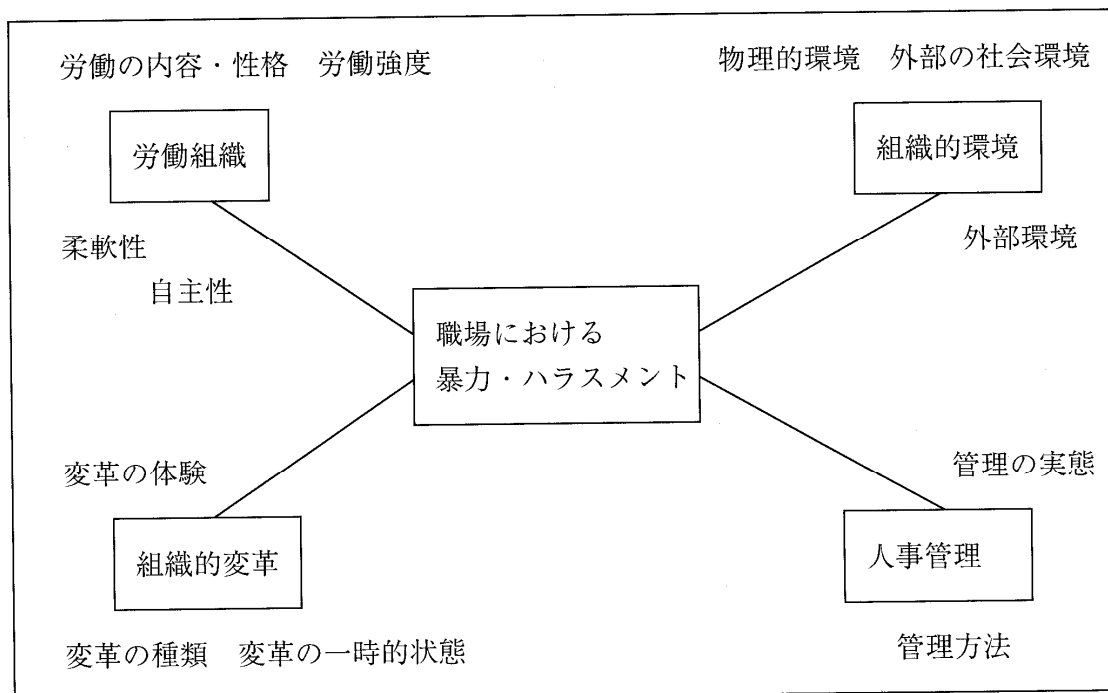 労働の内容・性格　労働強度
物理的環境　外部の社会環境
労働組織
組織的環境
柔軟性
自主性
外部環境
職場における
暴力・ハラスメント
変革の体験
管理の実態
組織的変革
人事管理
変革の種類　変革の一時的状態
管理方法